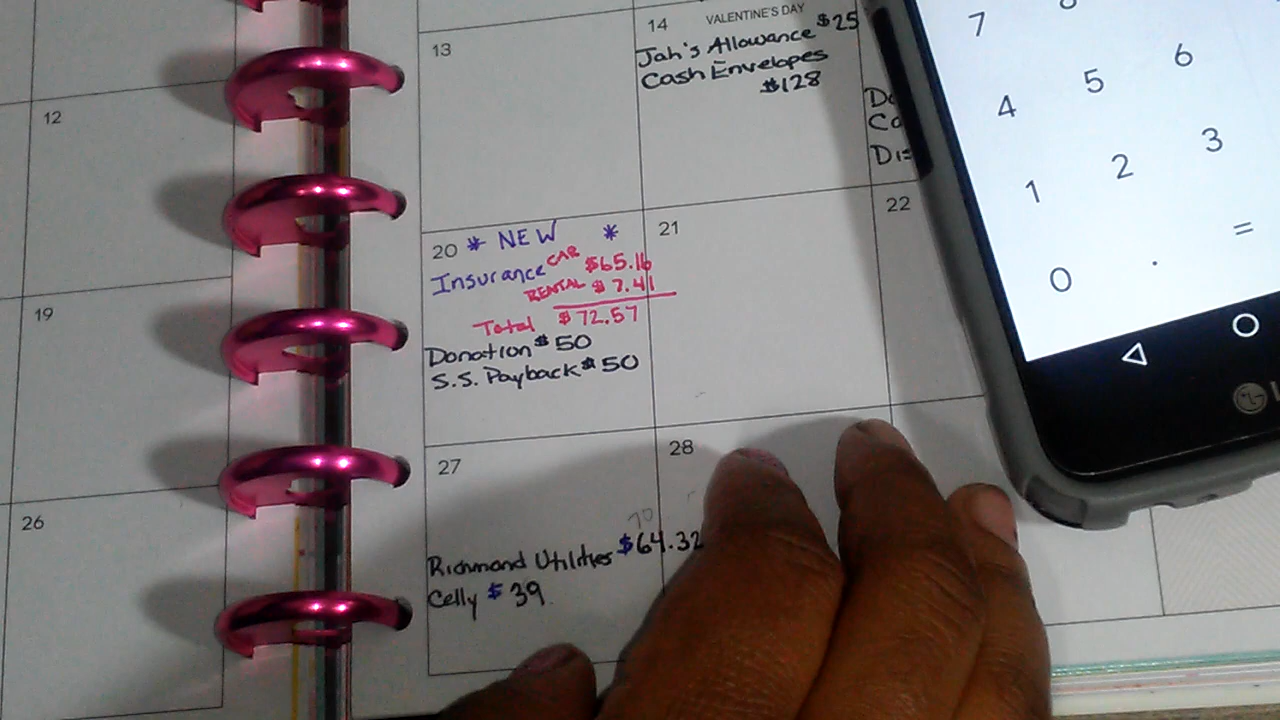 12
19
26
13
14 VALENTINE'S DAY
Jah's Allowance $25
Cash Envelopes
$128
20 * NEW *
Insurance CAR $65.16
RENTAL $7.41
Total $72.57
Donation $50
S.S. Payback $50
21
22
27
28
70
Richmond Utilities $64.32
Celly $39
7
4 5 6
1 2 3
0 . =
LG